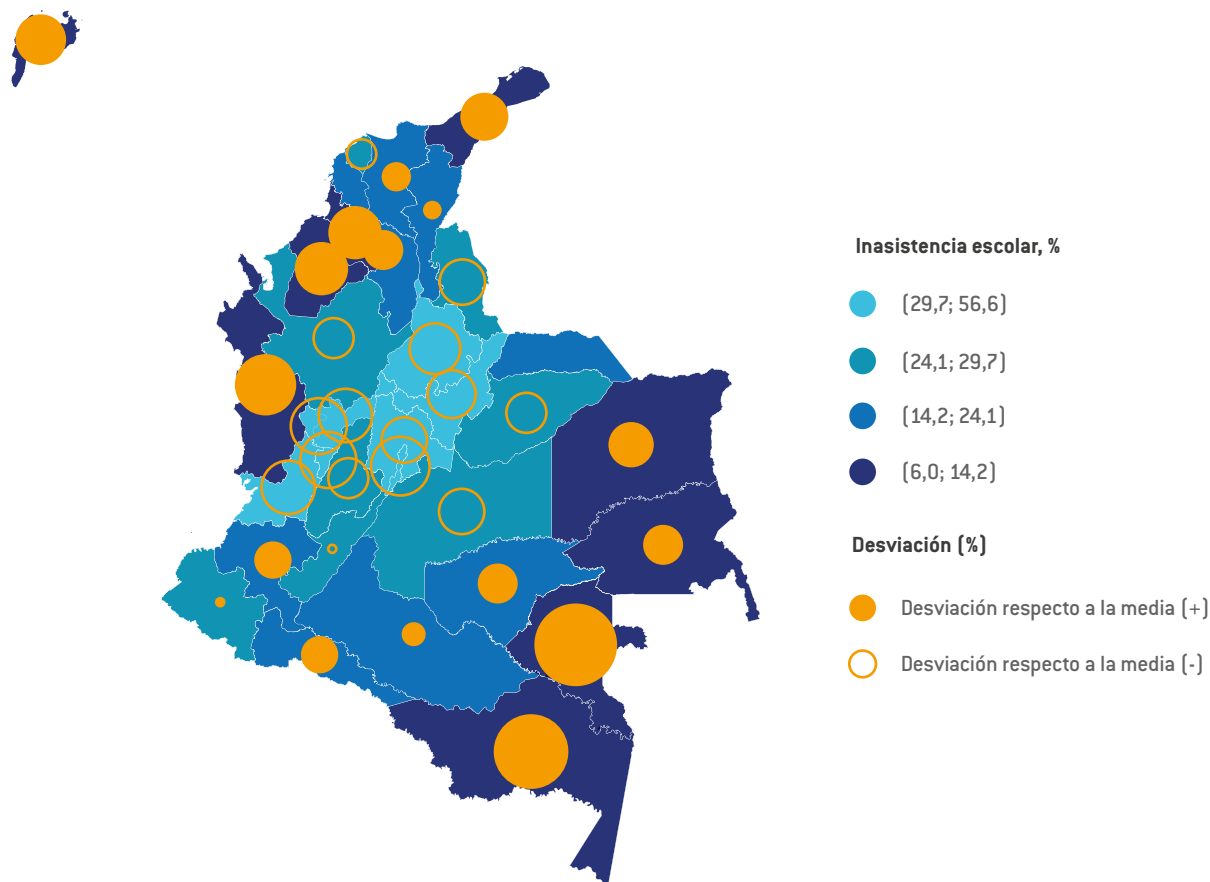 Inasistencia escolar, %
(29,7; 56,6)
(24,1; 29,7)
(14,2; 24,1)
(6,0; 14,2)
Desviación (%)
Desviación respecto a la media (+)
Desviación respecto a la media (-)